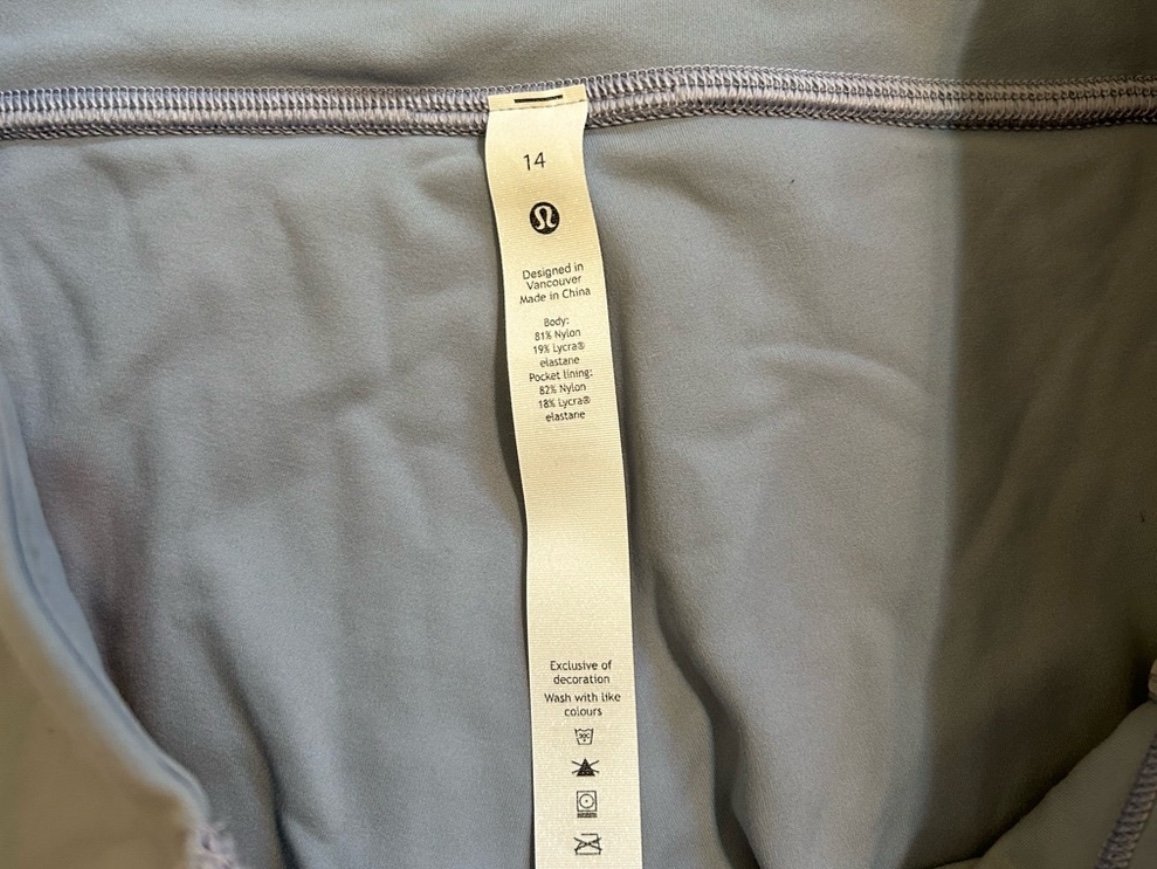 14
Designed in
Vancouver
Made in China
Body:
81% Nylon
19% Lycra®
elastane
Pocket lining:
82% Nylon
18% Lycra®
elastane
Exclusive of
decoration
Wash with like
colours
30C